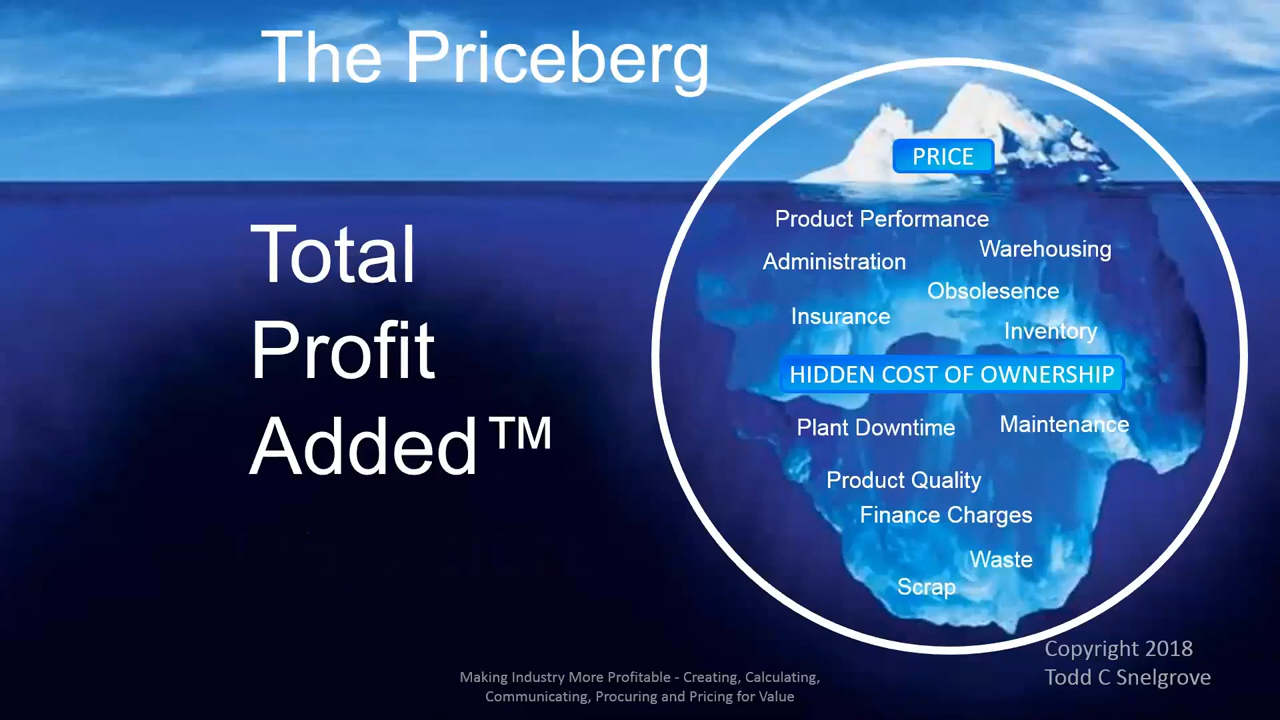 The Priceberg
PRICE
Total
Profit
Added™
Product Performance
Warehousing
Administration
Obsolesence
Insurance
Inventory
HIDDEN COST OF OWNERSHIP
Plant Downtime
Maintenance
Product Quality
Finance Charges
Waste
Scrap
Copyright 2018
Todd C Snelgrove
Making Industry More Profitable - Creating, Calculating,
Communicating, Procuring and Pricing for Value